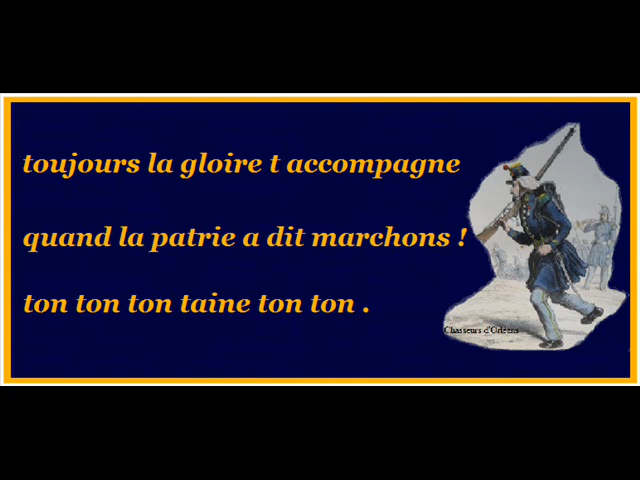 toujours la gloire t accompagne
quand la patrie a dit marchons !
ton ton ton taine ton ton .
Chasseurs d'Orléans